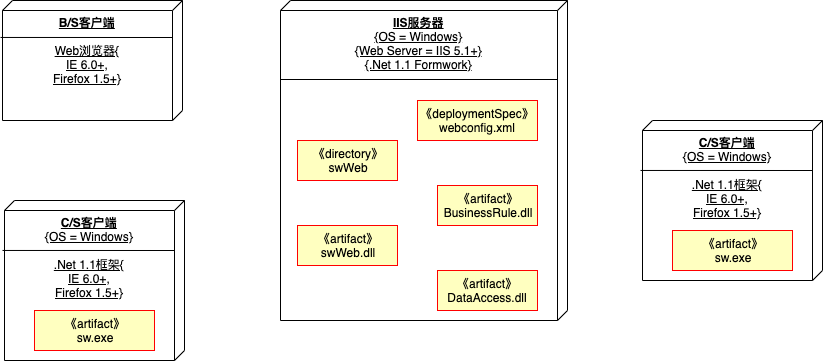 B/S客户端
Web浏览器{
IE 6.0+,
Firefox 1.5+}
C/S客户端
{OS = Windows}
.Net 1.1框架{
IE 6.0+,
Firefox 1.5+}
《artifact》
sw.exe
IIS服务器
{OS = Windows}
{Web Server = IIS 5.1+}
{.Net 1.1 Formwork}
《deploymentSpec》
webconfig.xml
《directory》
swWeb
《artifact》
BusinessRule.dll
《artifact》
swWeb.dll
《artifact》
DataAccess.dll
C/S客户端
{OS = Windows}
.Net 1.1框架{
IE 6.0+,
Firefox 1.5+}
《artifact》
sw.exe